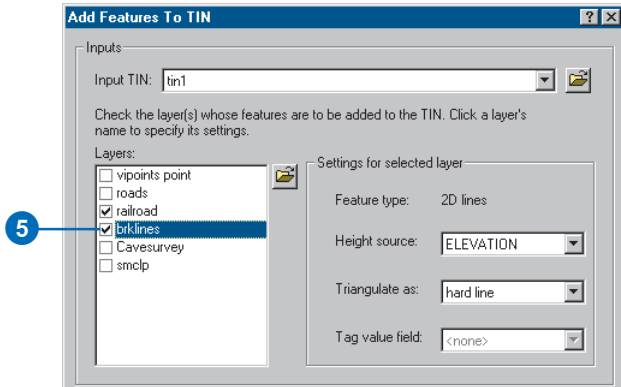 Add Features To TIN
Inputs
Input TIN: tin1
Check the layer(s) whose features are to be added to the TIN. Click a layer's
name to specify its settings.
Layers:
vipoints point
roads
railroad
brklines
Cavesurvey
smclp
5
Settings for selected layer
Feature type: 2D lines
Height source: ELEVATION
Triangulate as: hard line
Tag value field: <none>